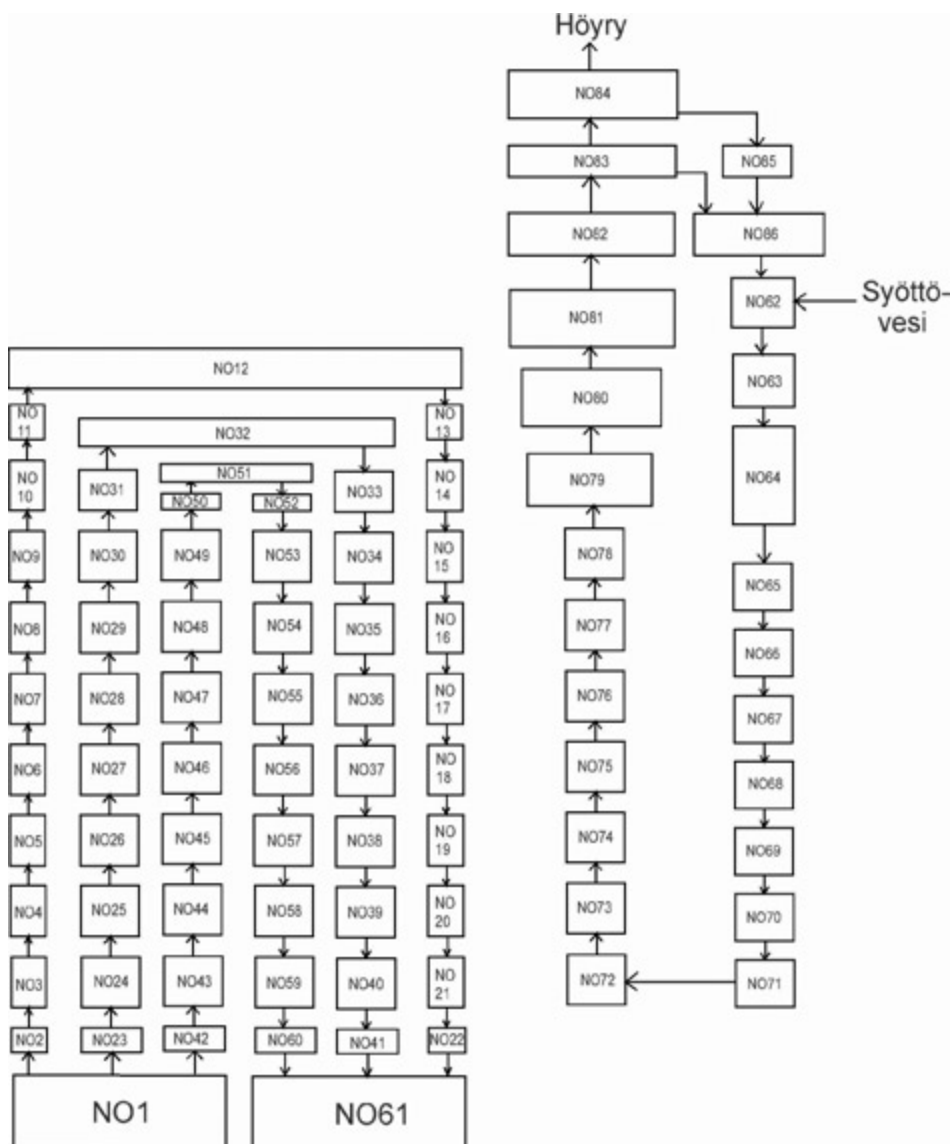 Höyry
NO84
NO83
NO85
NO82
NO86
NO62
Syöttö-
vesi
NO81
NO12
NO63
NO80
NO
11
NO32
NO
13
NO
10
NO31
NO51
NO33
NO
14
NO79
NO64
NO50
NO52
NO9
NO30
NO49
NO53
NO34
NO
15
NO78
NO65
NO8
NO29
NO48
NO54
NO35
NO
16
NO77
NO66
NO7
NO28
NO47
NO55
NO36
NO
17
NO76
NO67
NO6
NO27
NO46
NO56
NO37
NO
18
NO75
NO68
NO5
NO26
NO45
NO57
NO38
NO
19
NO74
NO69
NO4
NO25
NO44
NO58
NO39
NO
20
NO73
NO70
NO3
NO24
NO43
NO59
NO40
NO
21
NO72
NO71
NO2
NO23
NO42
NO60
NO41
NO22
NO1
NO61